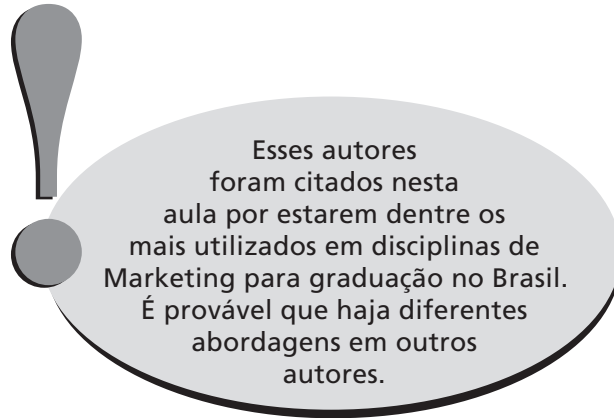 Esses autores
foram citados nesta
aula por estarem dentre os
mais utilizados em disciplinas de
Marketing para graduação no Brasil.
É provável que haja diferentes
abordagens em outros
autores.